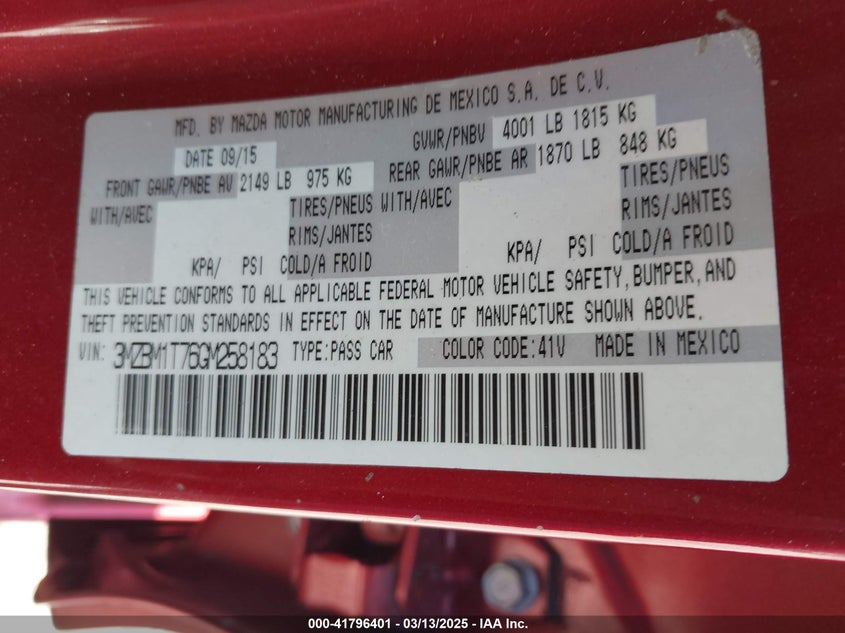 MFD. BY MAZDA MOTOR MANUFACTURING DE MEXICO S.A. DE C.V.
DATE 09/15 GVWR/PNBV 4001 LB 1815 KG
FRONT GAWR/PNBE AV 2149 LB 975 KG REAR GAWR/PNBE AR 1870 LB 848 KG
WITH/AVEC TIRES/PNEUS WITH/AVEC TIRES/PNEUS
RIMS/JANTES RIMS/JANTES
KPA/ PSI COLD/A FROID KPA/ PSI COLD/A FROID
THIS VEHICLE CONFORMS TO ALL APPLICABLE FEDERAL MOTOR VEHICLE SAFETY, BUMPER, AND
THEFT PREVENTION STANDARDS IN EFFECT ON THE DATE OF MANUFACTURE SHOWN ABOVE.
VIN: 3MZBM1T76GM258183 TYPE:PASS CAR COLOR CODE:41V MADE IN MEXICO
000-41796401 - 03/13/2025 - IAA Inc.